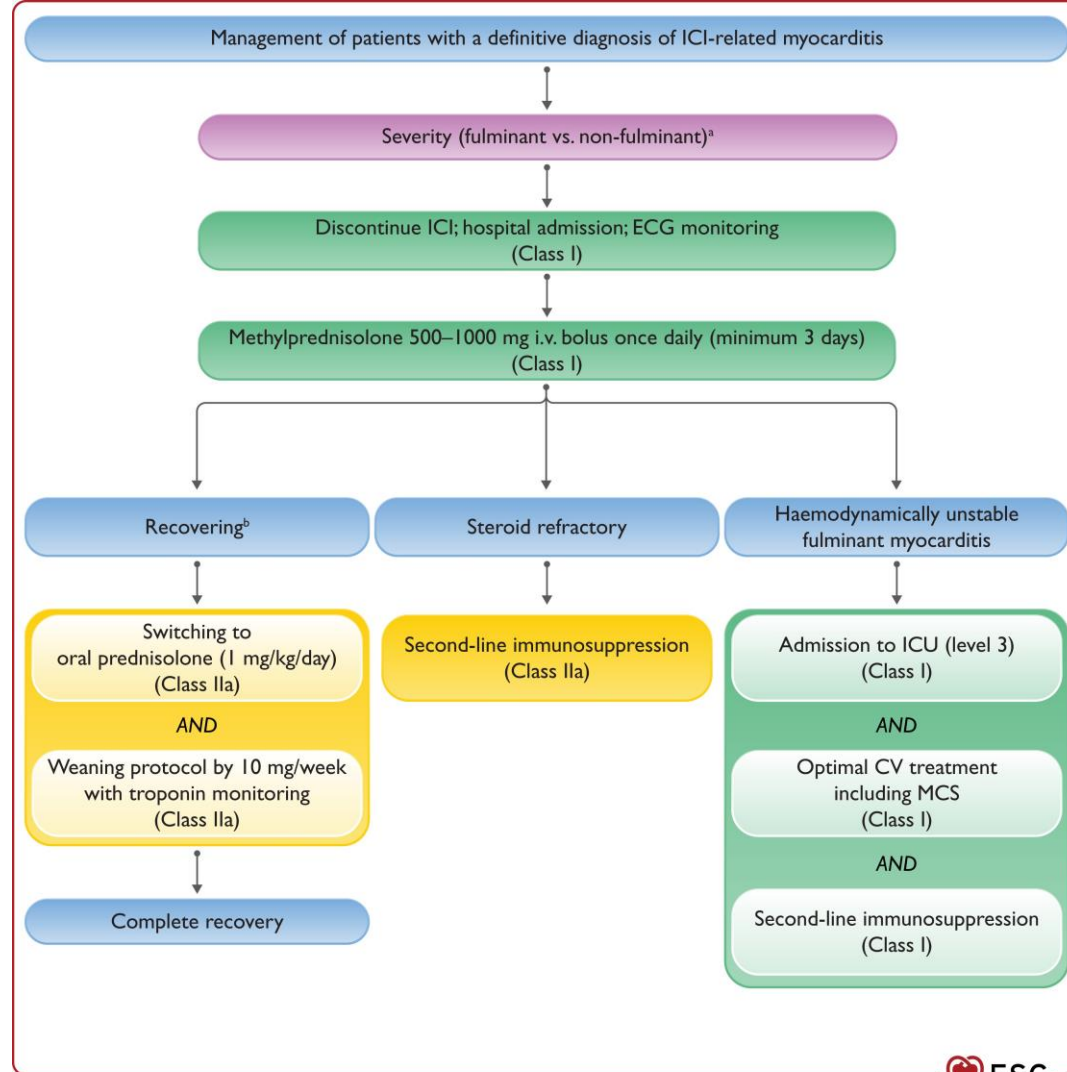 Management of patients with a definitive diagnosis of ICI-related myocarditis
Severity (fulminant vs. non-fulminant)ᵃ
Discontinue ICI; hospital admission; ECG monitoring
(Class I)
Methylprednisolone 500–1000 mg i.v. bolus once daily (minimum 3 days)
(Class I)
Recoveringᵇ
Switching to
oral prednisolone (1 mg/kg/day)
(Class IIa)
AND
Weaning protocol by 10 mg/week
with troponin monitoring
(Class IIa)
Complete recovery
Steroid refractory
Second-line immunosuppression
(Class IIa)
Haemodynamically unstable
fulminant myocarditis
Admission to ICU (level 3)
(Class I)
AND
Optimal CV treatment
including MCS
(Class I)
AND
Second-line immunosuppression
(Class I)
ESC